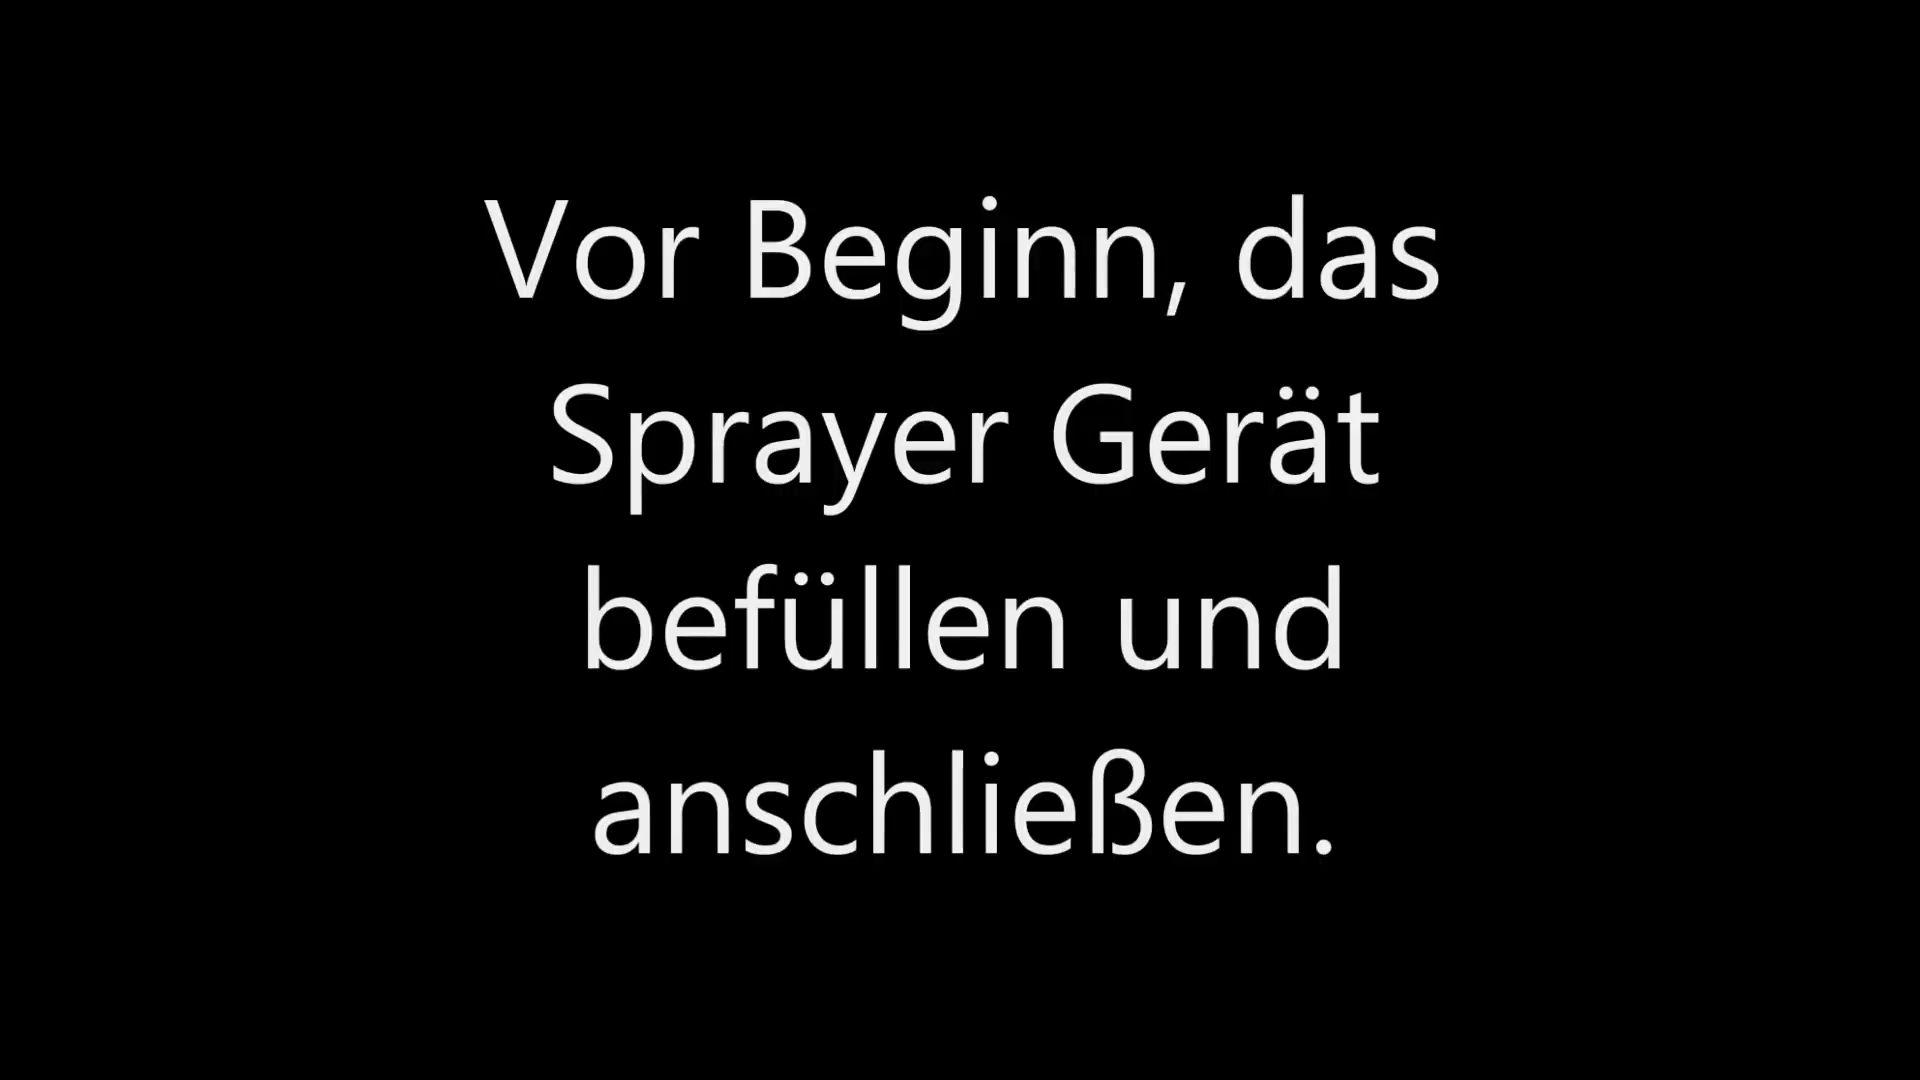 Vor Beginn, das
Sprayer Gerät
befüllen und
anschließen.